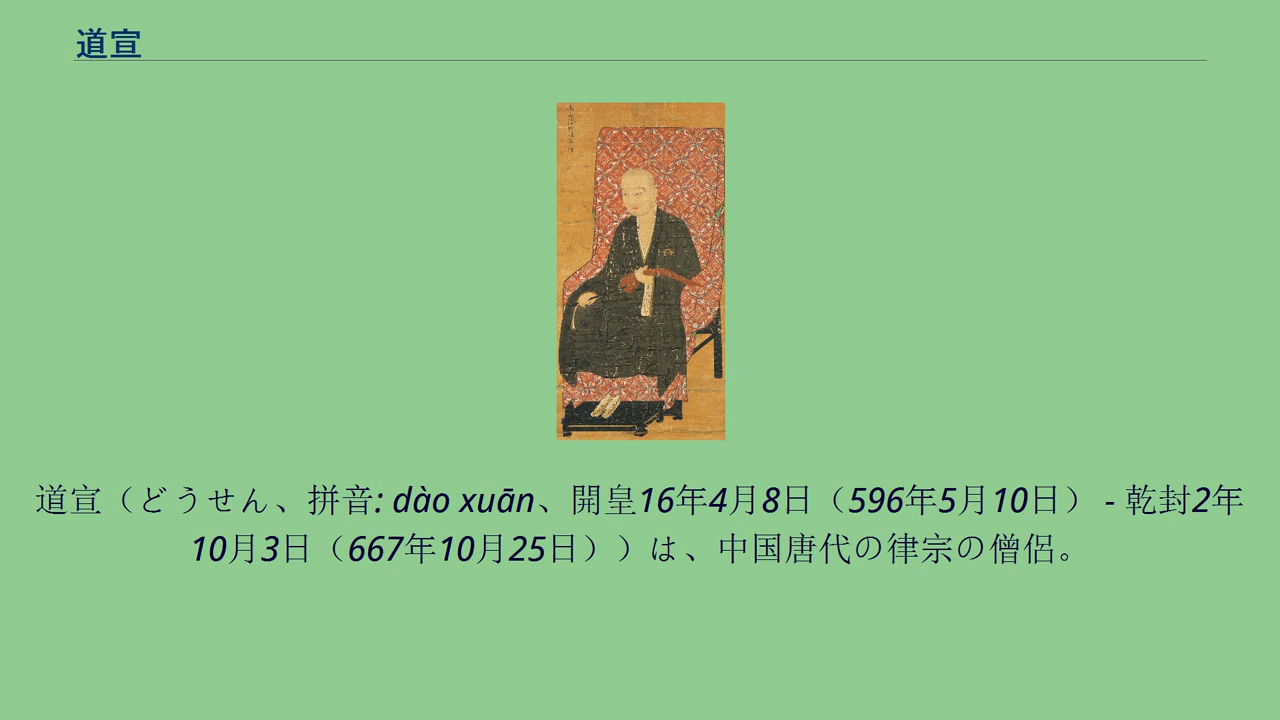 道宣
道宣（どうせん、拼音: dào xuān、開皇16年4月8日（596年5月10日） - 乾封2年
10月3日（667年10月25日））は、中国唐代の律宗の僧侶。